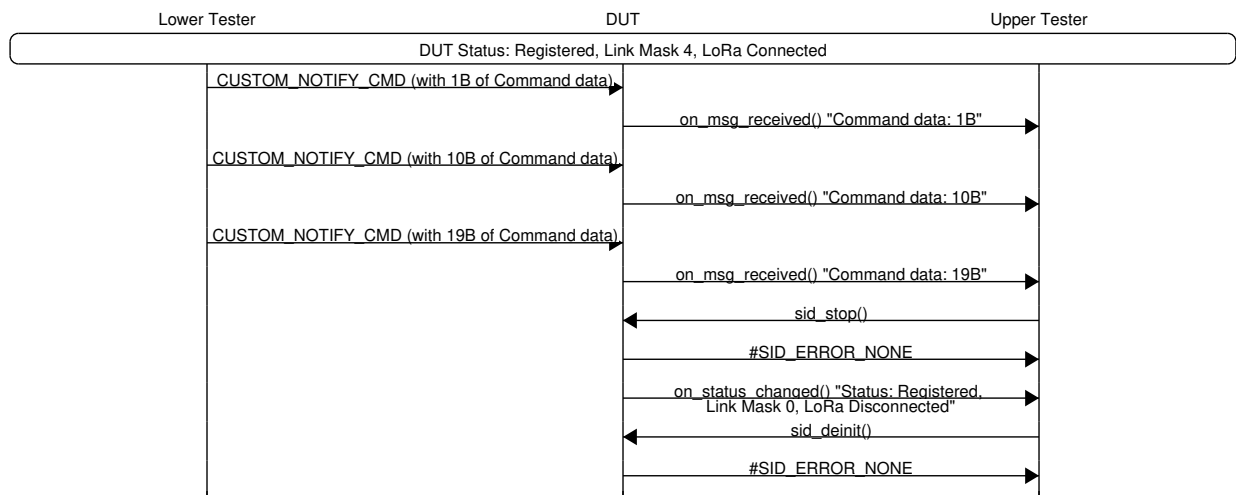 Lower Tester DUT Upper Tester
DUT Status: Registered, Link Mask 4, LoRa Connected
CUSTOM_NOTIFY_CMD (with 1B of Command data)
on_msg_received() "Command data: 1B"
CUSTOM_NOTIFY_CMD (with 10B of Command data)
on_msg_received() "Command data: 10B"
CUSTOM_NOTIFY_CMD (with 19B of Command data)
on_msg_received() "Command data: 19B"
sid_stop()
#SID_ERROR_NONE
on_status_changed() "Status: Registered,
Link Mask 0, LoRa Disconnected"
sid_deinit()
#SID_ERROR_NONE